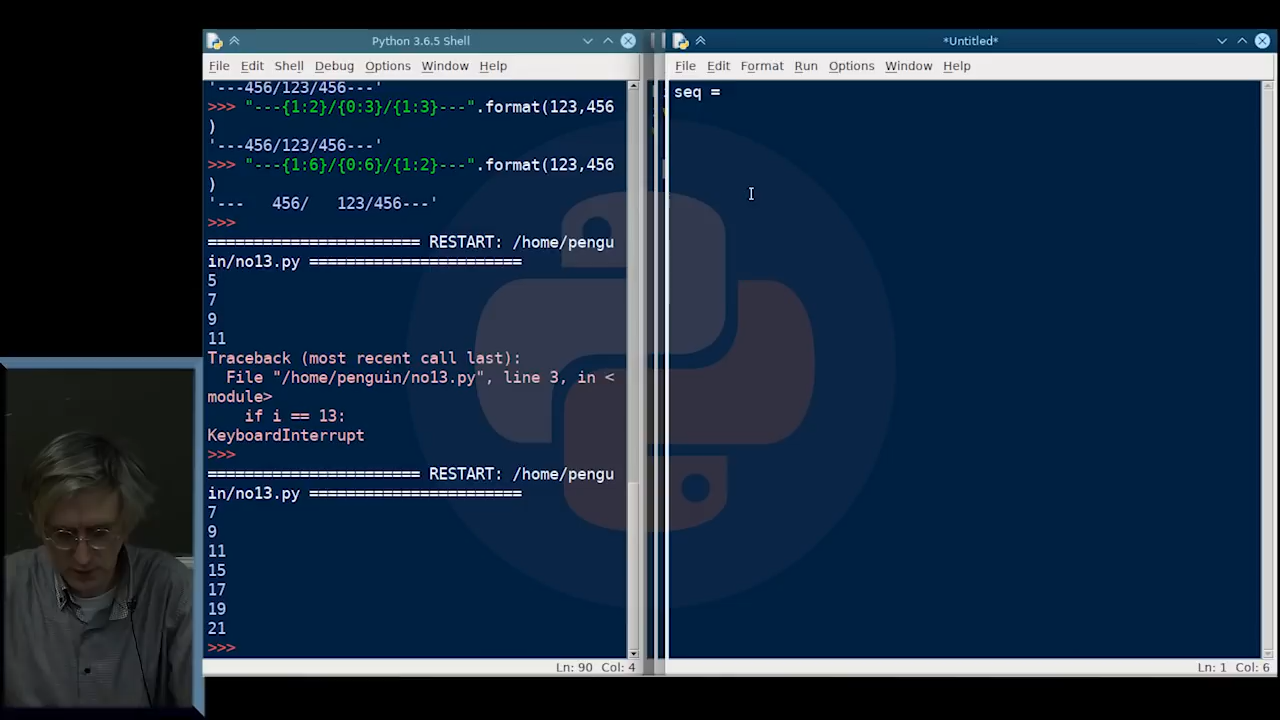 Python 3.6.5 Shell
File Edit Shell Debug Options Window Help
'---456/123/456---'
>>> "---{1:2}/{0:3}/{1:3}---".format(123,456
)
'---456/123/456---'
>>> "---{1:6}/{0:6}/{1:2}---".format(123,456
)
'---   456/   123/456---'
>>>
====================== RESTART: /home/pengu
in/no13.py =======================
5
7
9
11
Traceback (most recent call last):
  File "/home/penguin/no13.py", line 3, in <
module>
    if i == 13:
KeyboardInterrupt
>>>
====================== RESTART: /home/pengu
in/no13.py =======================
7
9
11
15
17
19
21
>>>
Ln: 90 Col: 4
*Untitled*
File Edit Format Run Options Window Help
seq =
Ln: 1 Col: 6